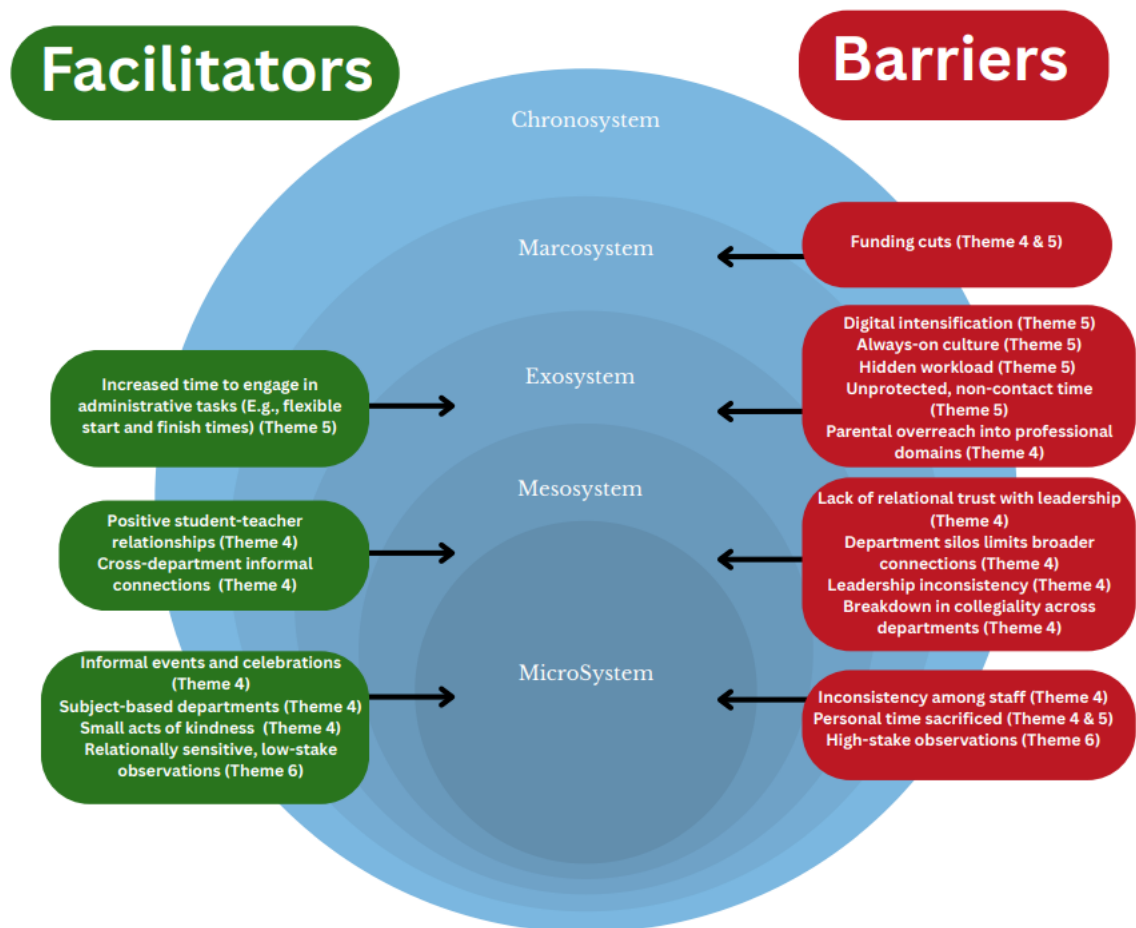 Facilitators
Barriers
Chronosystem
Marcosystem
Funding cuts (Theme 4 & 5)
Exosystem
Increased time to engage in
administrative tasks (E.g., flexible
start and finish times) (Theme 5)
Digital intensification (Theme 5)
Always-on culture (Theme 5)
Hidden workload (Theme 5)
Unprotected, non-contact time
(Theme 5)
Parental overreach into professional
domains (Theme 4)
Mesosystem
Positive student-teacher
relationships (Theme 4)
Cross-department informal
connections (Theme 4)
Lack of relational trust with leadership
(Theme 4)
Department silos limits broader
connections (Theme 4)
Leadership inconsistency (Theme 4)
Breakdown in collegiality across
departments (Theme 4)
MicroSystem
Informal events and celebrations
(Theme 4)
Subject-based departments (Theme 4)
Small acts of kindness (Theme 4)
Relationally sensitive, low-stake
observations (Theme 6)
Inconsistency among staff (Theme 4)
Personal time sacrificed (Theme 4 & 5)
High-stake observations (Theme 6)